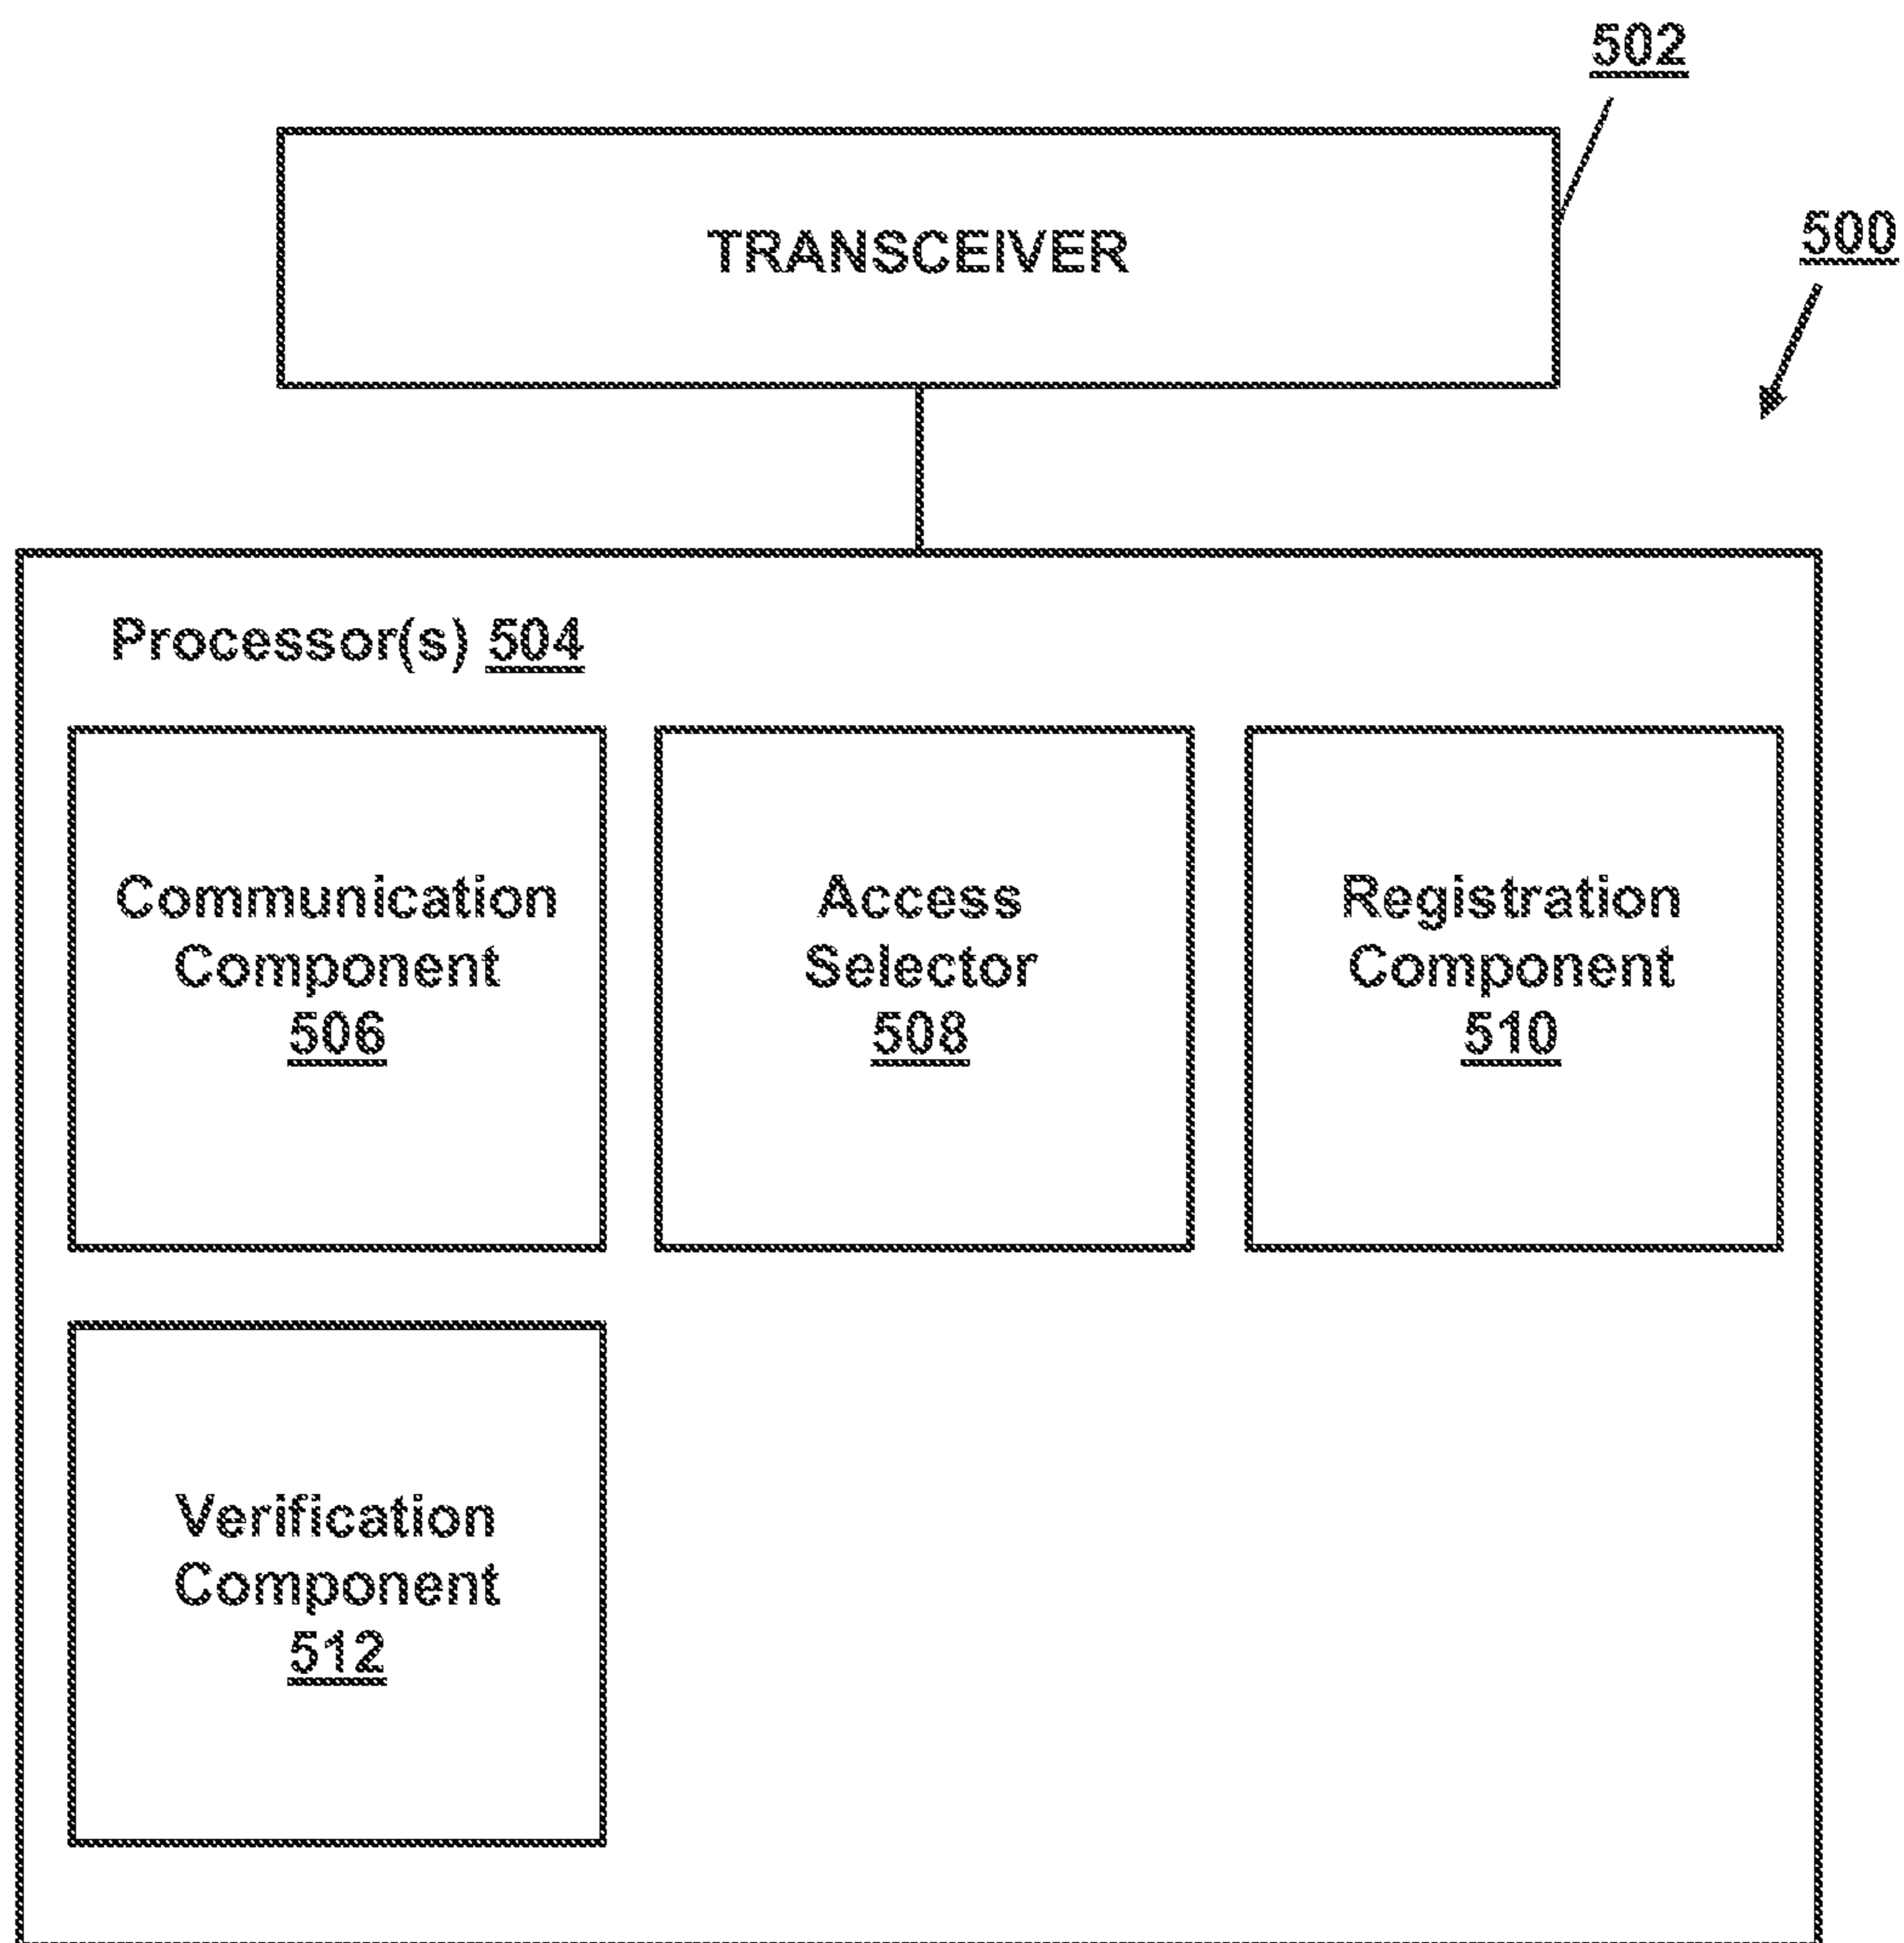 502
TRANSCEIVER
500
Processor(s) 504
Communication
Component
506
Access
Selector
508
Registration
Component
510
Verification
Component
512